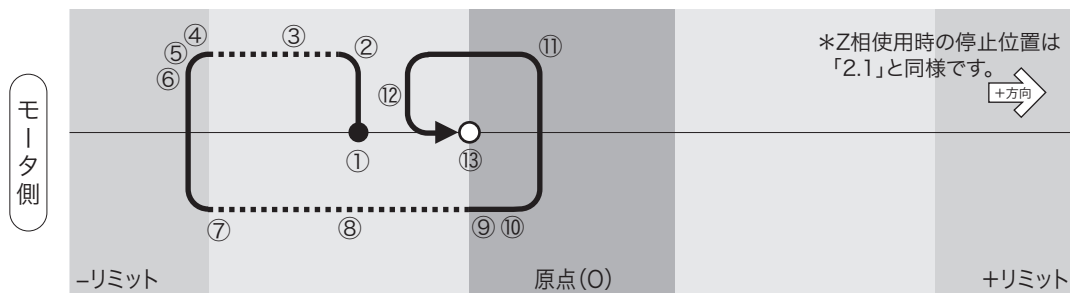 ④ ③ ②
⑤
⑥
⑪
*Z相使用時の停止位置は
「2.1」と同様です。
+方向
⑫
モータ側
① ⑬
⑦ ⑧ ⑨ ⑩
−リミット 原点(O) +リミット